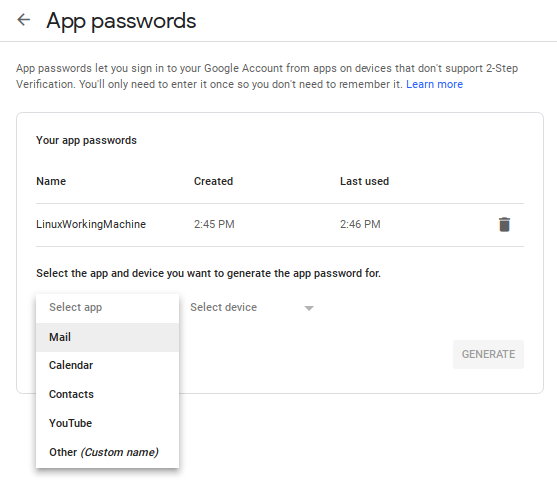 App passwords
App passwords let you sign in to your Google Account from apps on devices that don't support 2-Step
Verification. You'll only need to enter it once so you don't need to remember it. Learn more
Your app passwords
Name Created Last used
LinuxWorkingMachine 2:45 PM 2:46 PM
Select the app and device you want to generate the app password for.
Select app Select device
Mail
GENERATE
Calendar
Contacts
YouTube
Other (Custom name)